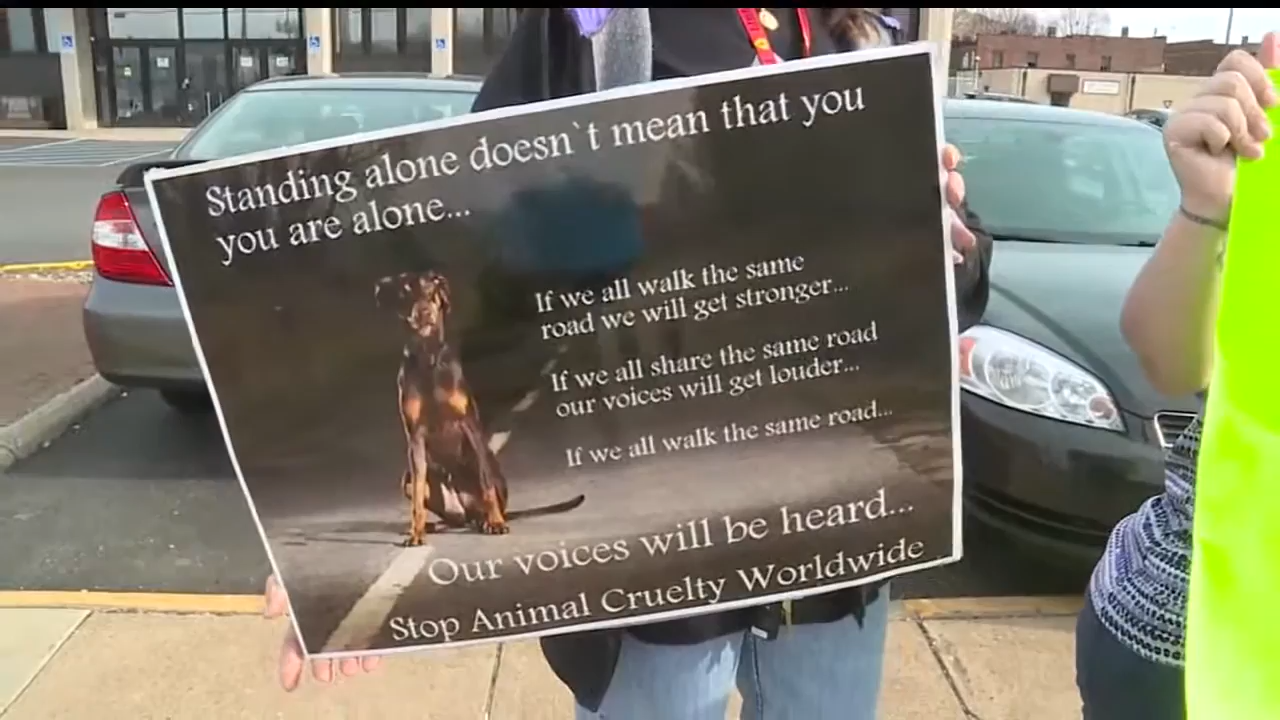 Standing alone doesn`t mean that you
you are alone...
If we all walk the same
road we will get stronger...
If we all share the same road
our voices will get louder...
If we all walk the same road...
Our voices will be heard...
Stop Animal Cruelty Worldwide